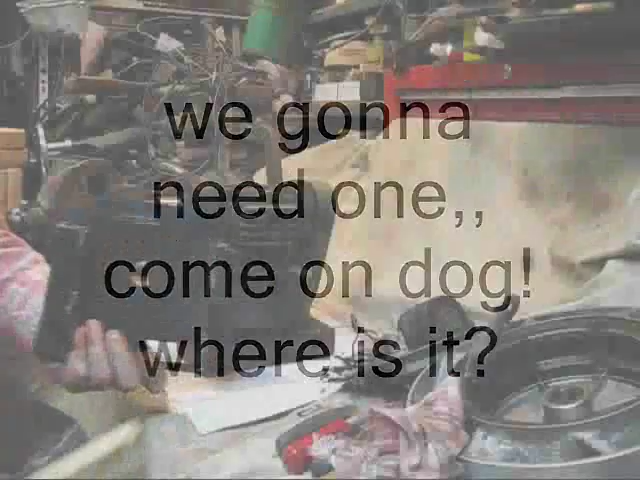 we gonna
need one,,
come on dog!
where is it?